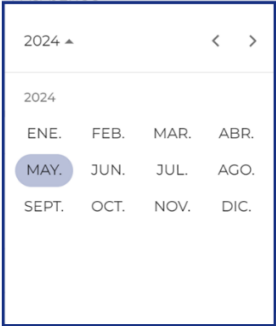 2024
2024
ENE. FEB. MAR. ABR.
MAY. JUN. JUL. AGO.
SEPT. OCT. NOV. DIC.